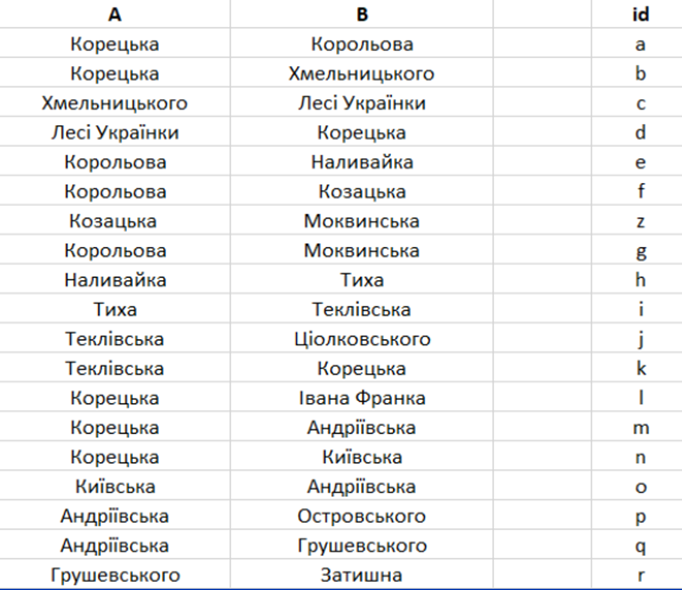 A B id
Корецька Корольова a
Корецька Хмельницького b
Хмельницького Лесі Українки c
Лесі Українки Корецька d
Корольова Наливайка e
Корольова Козацька f
Козацька Моквинська z
Корольова Моквинська g
Наливайка Тиха h
Тиха Теклівська i
Теклівська Ціолковського j
Теклівська Корецька k
Корецька Івана Франка l
Корецька Андріївська m
Корецька Київська n
Київська Андріївська o
Андріївська Островського p
Андріївська Грушевського q
Грушевського Затишна r